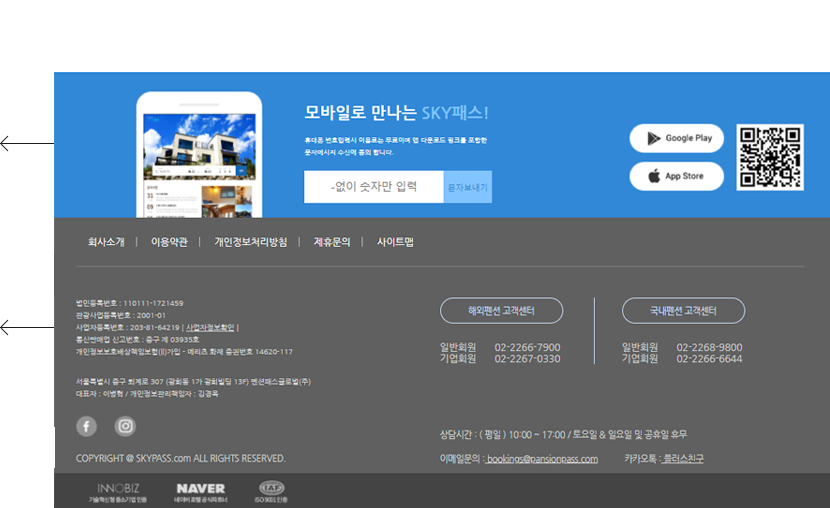 모바일로 만나는 SKY패스!
휴대폰 번호입력시 이용료는 무료이며 앱 다운로드 링크를 포함한
문자메시지 수신에 동의 합니다.
-없이 숫자만 입력
문자보내기
Google Play
App Store
회사소개 | 이용약관 | 개인정보처리방침 | 제휴문의 | 사이트맵
법인등록번호 : 110111-1721459
관광사업등록번호 : 2001-01
사업자등록번호 : 203-81-64219 | 사업자정보확인 |
통신판매업 신고번호 : 중구 제 03935호
개인정보보호배상책임보험(II)가입 - 메리츠 화재 증권번호 14620-117
서울특별시 중구 퇴계로 307 (광희동 1가 광희빌딩 13F) 펜션패스글로벌(주)
대표자 : 이병혁 / 개인정보관리책임자 : 김경욱
COPYRIGHT @ SKYPASS.com ALL RIGHTS RESERVED.
해외팬션 고객센터
일반회원 02-2266-7900
기업회원 02-2267-0330
국내팬션 고객센터
일반회원 02-2268-9800
기업회원 02-2266-6644
상담시간 : ( 평일 ) 10:00 ~ 17:00 / 토요일 & 일요일 및 공휴일 휴무
이메일문의 : bookings@pansionpass.com 카카오톡 : 플러스친구
INNOBIZ
기술혁신형 중소기업 인증
NAVER
네이버 호텔 공식 파트너
IAF
ISO 9001 인증